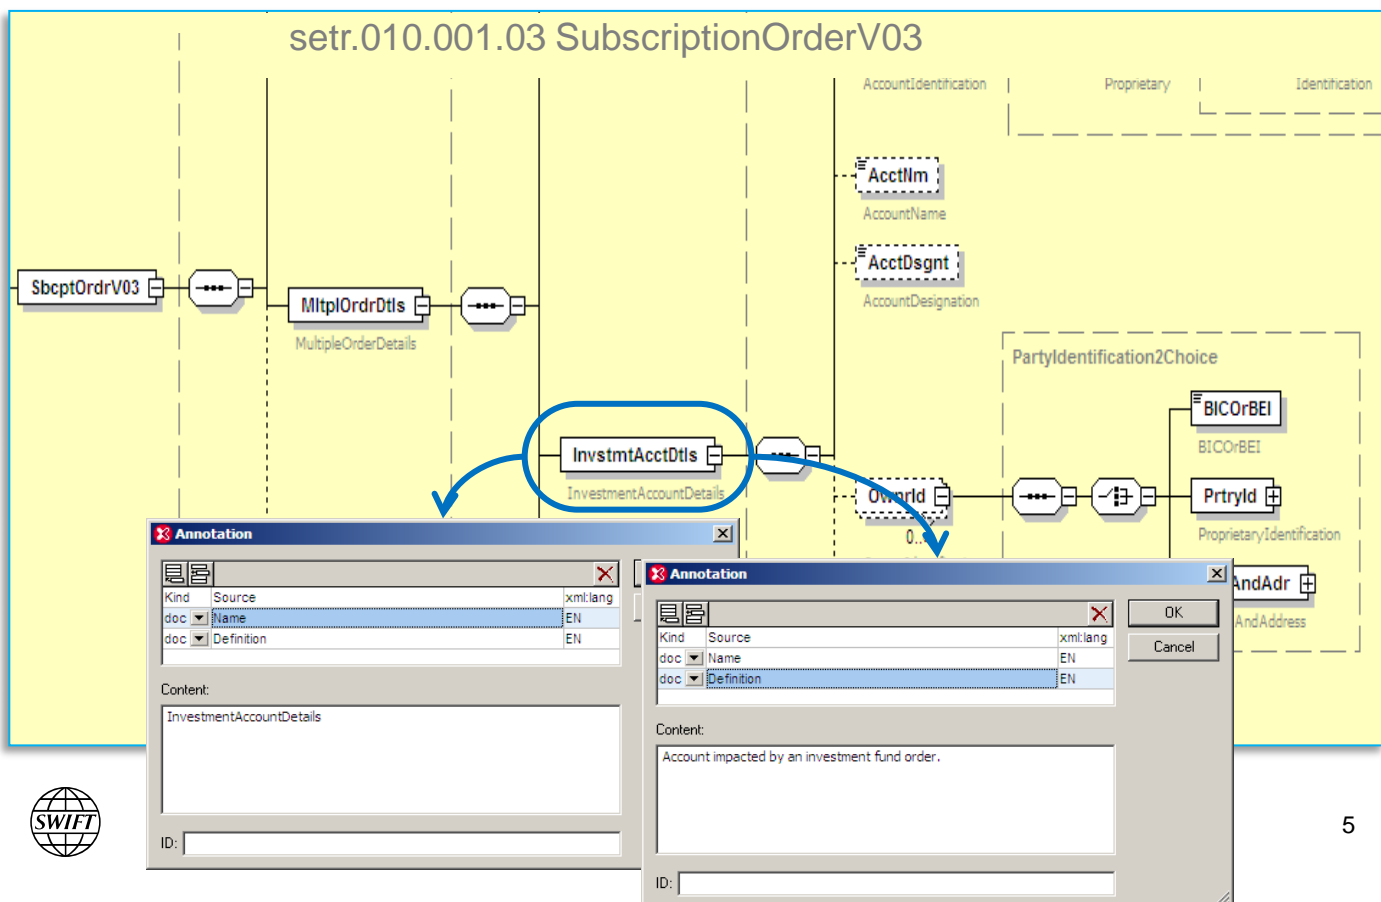 setr.010.001.03 SubscriptionOrderV03
AccountIdentification
Proprietary
Identification
AcctNm
AccountName
AcctDsgnt
AccountDesignation
SbcptOrdrV03
MltplOrdrDtls
MultipleOrderDetails
PartyIdentification2Choice
BICOrBEI
BICOrBEI
InvstmtAcctDtls
InvestmentAccountDetails
OwnrId
0..
PrtryId
ProprietaryIdentification
AndAdr
AndAddress
Annotation
Kind Source xml:lang
doc Name EN
doc Definition EN
Content:
InvestmentAccountDetails
ID:
Annotation
OK
Cancel
Kind Source xml:lang
doc Name EN
doc Definition EN
Content:
Account impacted by an investment fund order.
ID:
SWIFT
5